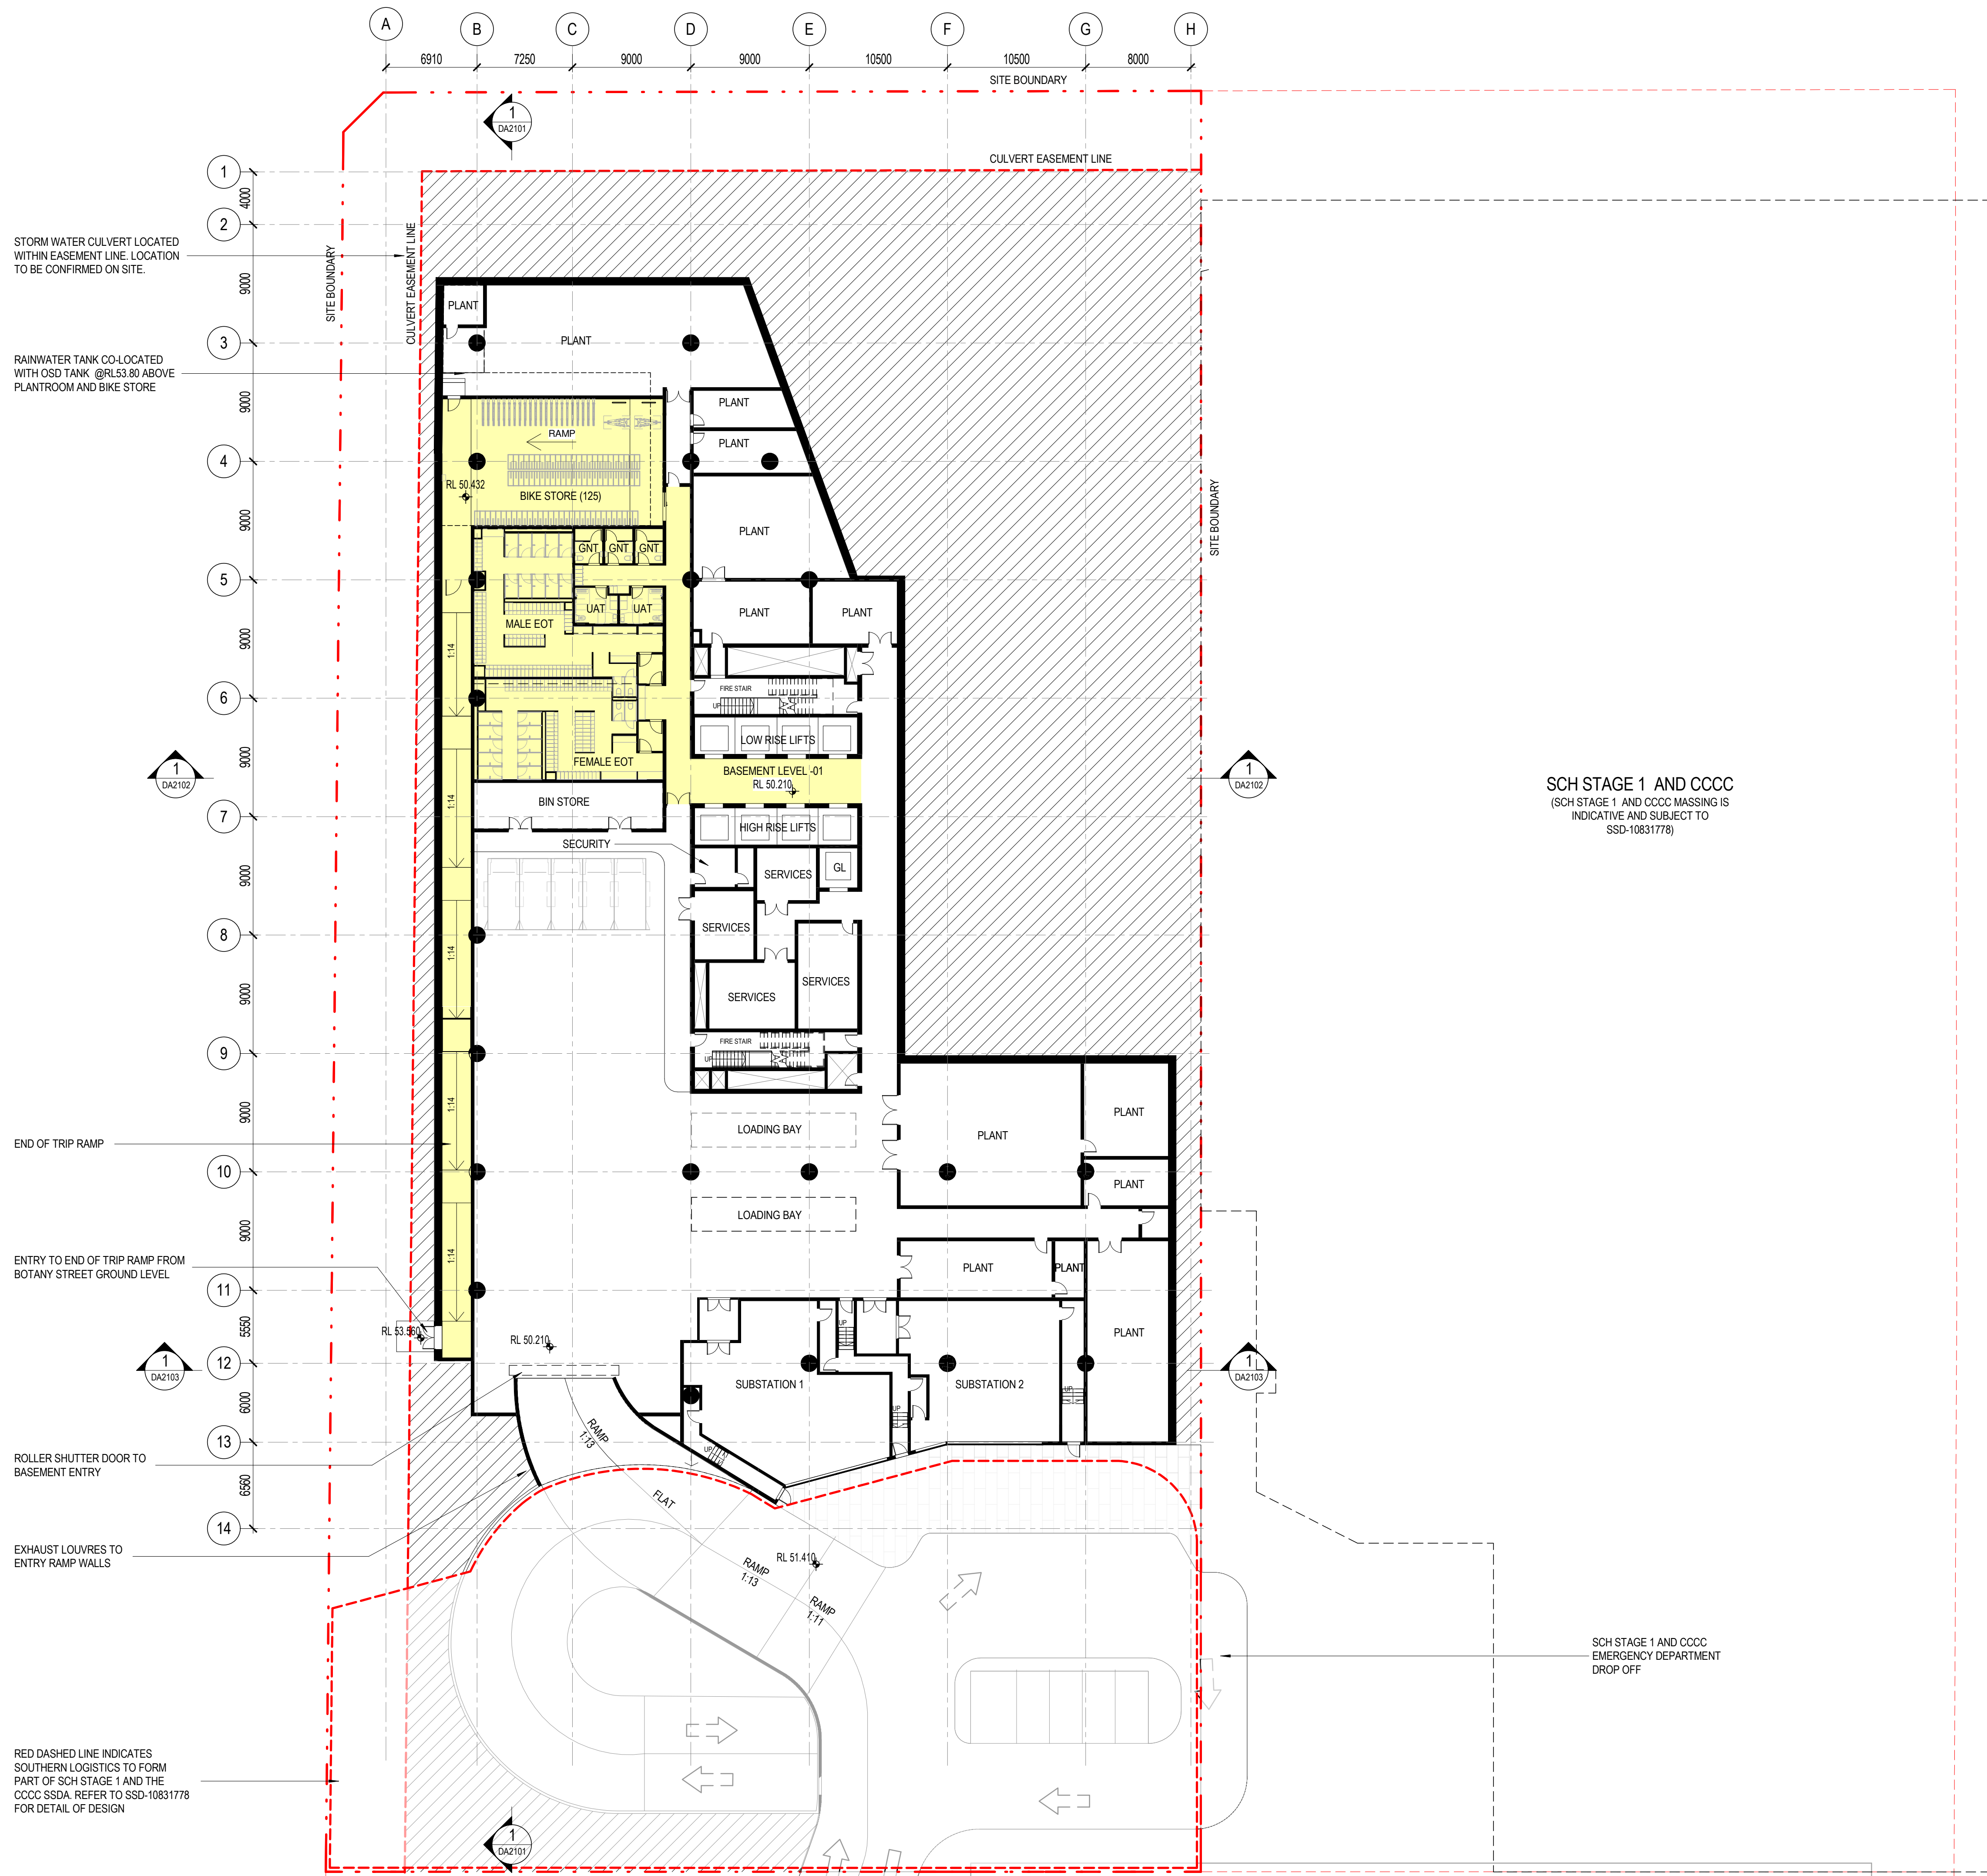 A
B
C
D
E
F
G
H
6910
7250
9000
9000
10500
10500
8000
SITE BOUNDARY
1
DA2101
CULVERT EASEMENT LINE
1
4000
2
STORM WATER CULVERT LOCATED
WITHIN EASEMENT LINE. LOCATION
TO BE CONFIRMED ON SITE.
SITE BOUNDARY
CULVERT EASEMENT LINE
9000
PLANT
PLANT
3
RAINWATER TANK CO-LOCATED
WITH OSD TANK @RL53.80 ABOVE
PLANTROOM AND BIKE STORE
9000
PLANT
RAMP
PLANT
4
RL 50.432
BIKE STORE (125)
SITE BOUNDARY
9000
PLANT
GNT
GNT
GNT
5
UAT
UAT
PLANT
PLANT
MALE EOT
9000
1:14
FIRE STAIR
6
UP
9000
LOW RISE LIFTS
FEMALE EOT
BASEMENT LEVEL -01
RL 50.210
1
DA2102
1
DA2102
SCH STAGE 1 AND CCCC
(SCH STAGE 1 AND CCCC MASSING IS
INDICATIVE AND SUBJECT TO
SSD-10831778)
1:14
BIN STORE
7
HIGH RISE LIFTS
SECURITY
9000
SERVICES
GL
8
SERVICES
1:14
9000
SERVICES
SERVICES
9
FIRE STAIR
UP
9000
1:14
PLANT
LOADING BAY
PLANT
END OF TRIP RAMP
10
PLANT
LOADING BAY
9000
1:14
ENTRY TO END OF TRIP RAMP FROM
BOTANY STREET GROUND LEVEL
PLANT
PLANT
11
5550
RL 53.560
RL 50.210
UP
PLANT
12
1
DA2103
1
DA2103
SUBSTATION 1
SUBSTATION 2
UP
6000
UP
RAMP
1:13
13
UP
ROLLER SHUTTER DOOR TO
BASEMENT ENTRY
6560
FLAT
14
EXHAUST LOUVRES TO
ENTRY RAMP WALLS
RL 51.410
RAMP
1:13
RAMP
1:11
SCH STAGE 1 AND CCCC
EMERGENCY DEPARTMENT
DROP OFF
RED DASHED LINE INDICATES
SOUTHERN LOGISTICS TO FORM
PART OF SCH STAGE 1 AND THE
CCCC SSDA. REFER TO SSD-10831778
FOR DETAIL OF DESIGN
1
DA2101